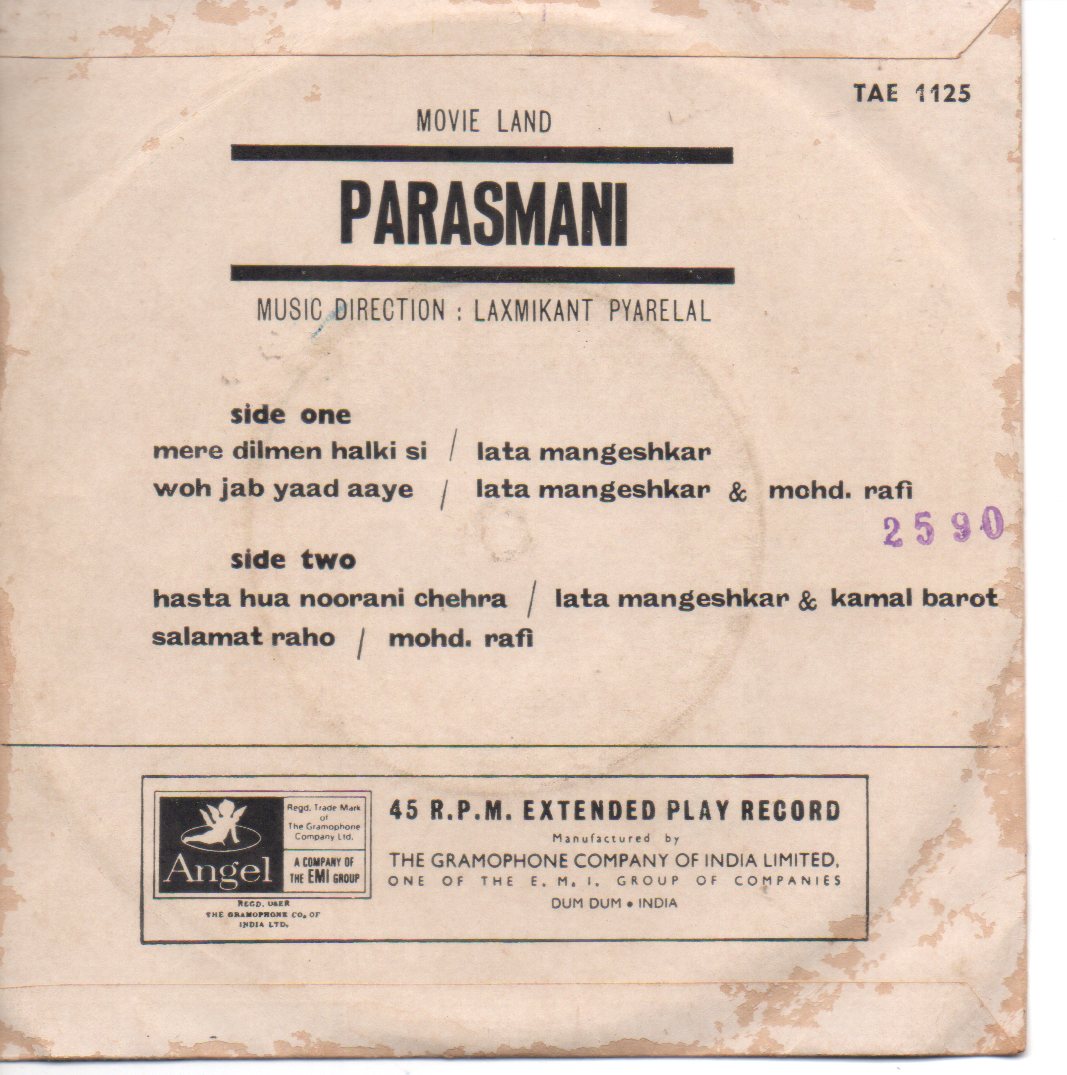 TAE 1125
MOVIE LAND
PARASMANI
MUSIC DIRECTION : LAXMIKANT PYARELAL
side one
mere dilmen halki si / lata mangeshkar
woh jab yaad aaye / lata mangeshkar & mohd. rafi
2590
side two
hasta hua noorani chehra / lata mangeshkar & kamal barot
salamat raho / mohd. rafi
Angel
Regd. Trade Mark
of
The Gramophone
Company Ltd.
A COMPANY OF
THE EMI GROUP
REGD. USER
THE GRAMOPHONE CO. OF
INDIA LTD.
45 R.P.M. EXTENDED PLAY RECORD
Manufactured by
THE GRAMOPHONE COMPANY OF INDIA LIMITED,
ONE OF THE E. M. I. GROUP OF COMPANIES
DUM DUM • INDIA